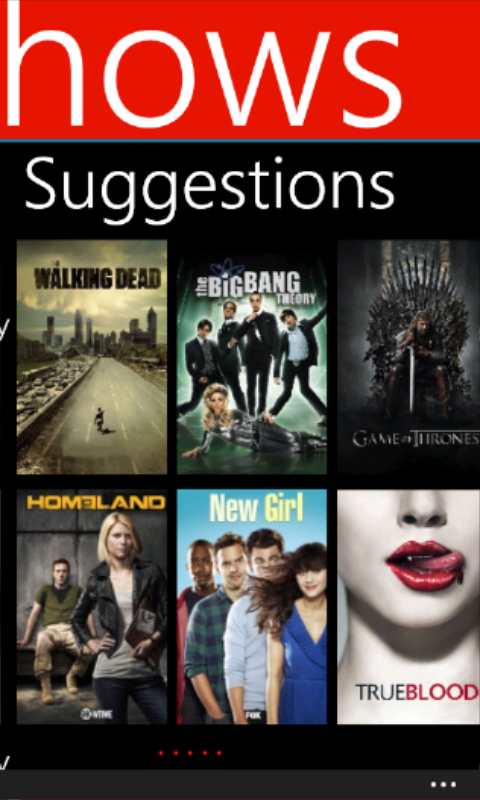 hows
Suggestions
THE
WALKING DEAD
the BIG BANG
THEORY
GAME OF THRONES
y
HOMELAND
New Girl
SHOWTIME
FOX
TRUEBLOOD
y